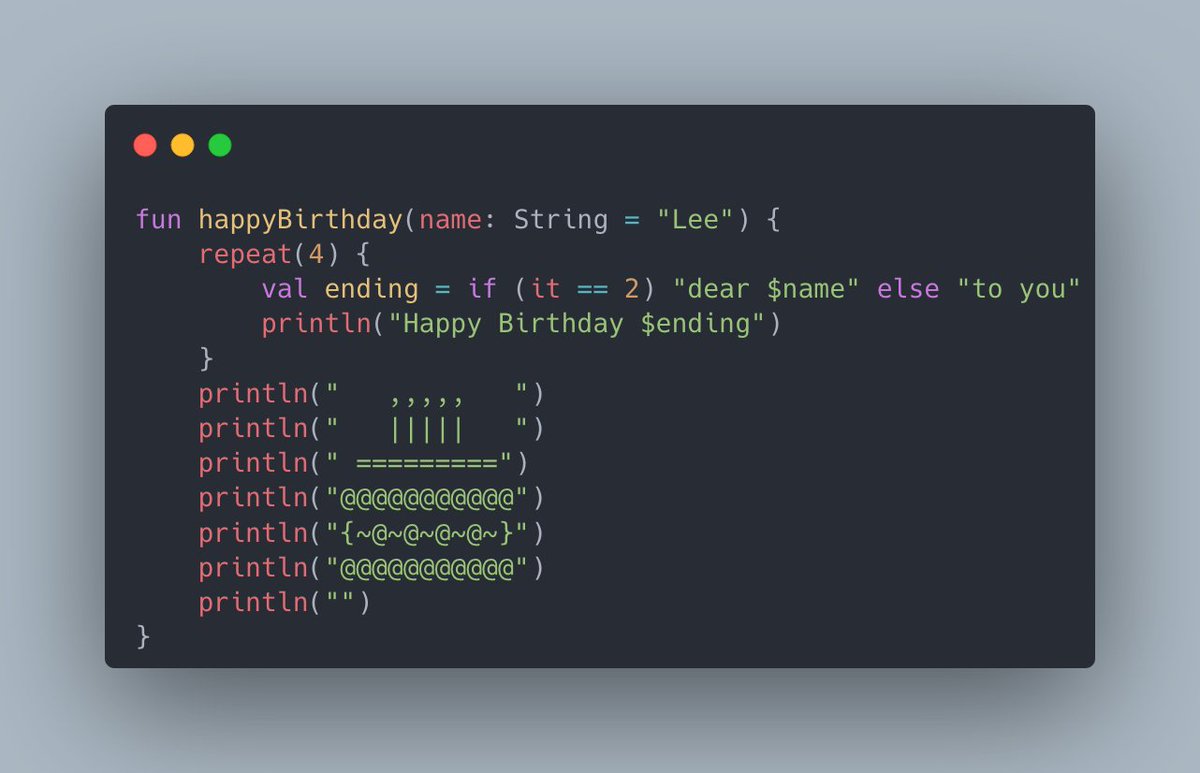 fun happyBirthday(name: String = "Lee") {
    repeat(4) {
        val ending = if (it == 2) "dear $name" else "to you"
        println("Happy Birthday $ending")
    }
    println("   ,,,,,   ")
    println("   |||||   ")
    println(" =========")
    println("@@@@@@@@@@@")
    println("{~@~@~@~@~}")
    println("@@@@@@@@@@@")
    println("")
}